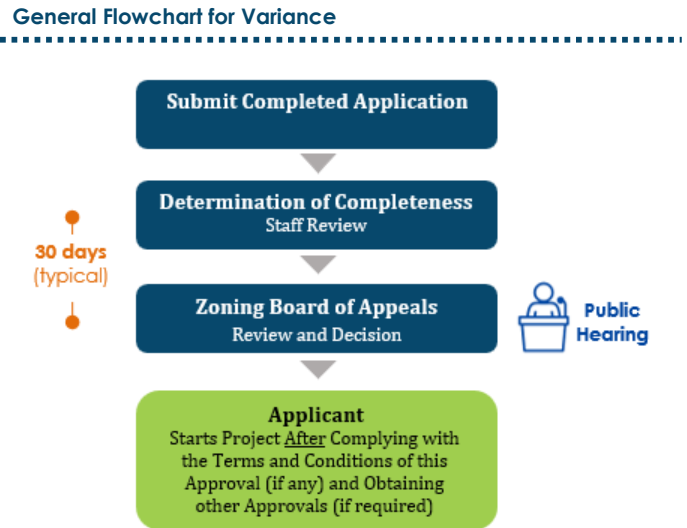 General Flowchart for Variance
Submit Completed Application
Determination of Completeness
Staff Review
30 days
(typical)
Zoning Board of Appeals
Review and Decision
Public
Hearing
Applicant
Starts Project After Complying with
the Terms and Conditions of this
Approval (if any) and Obtaining
other Approvals (if required)